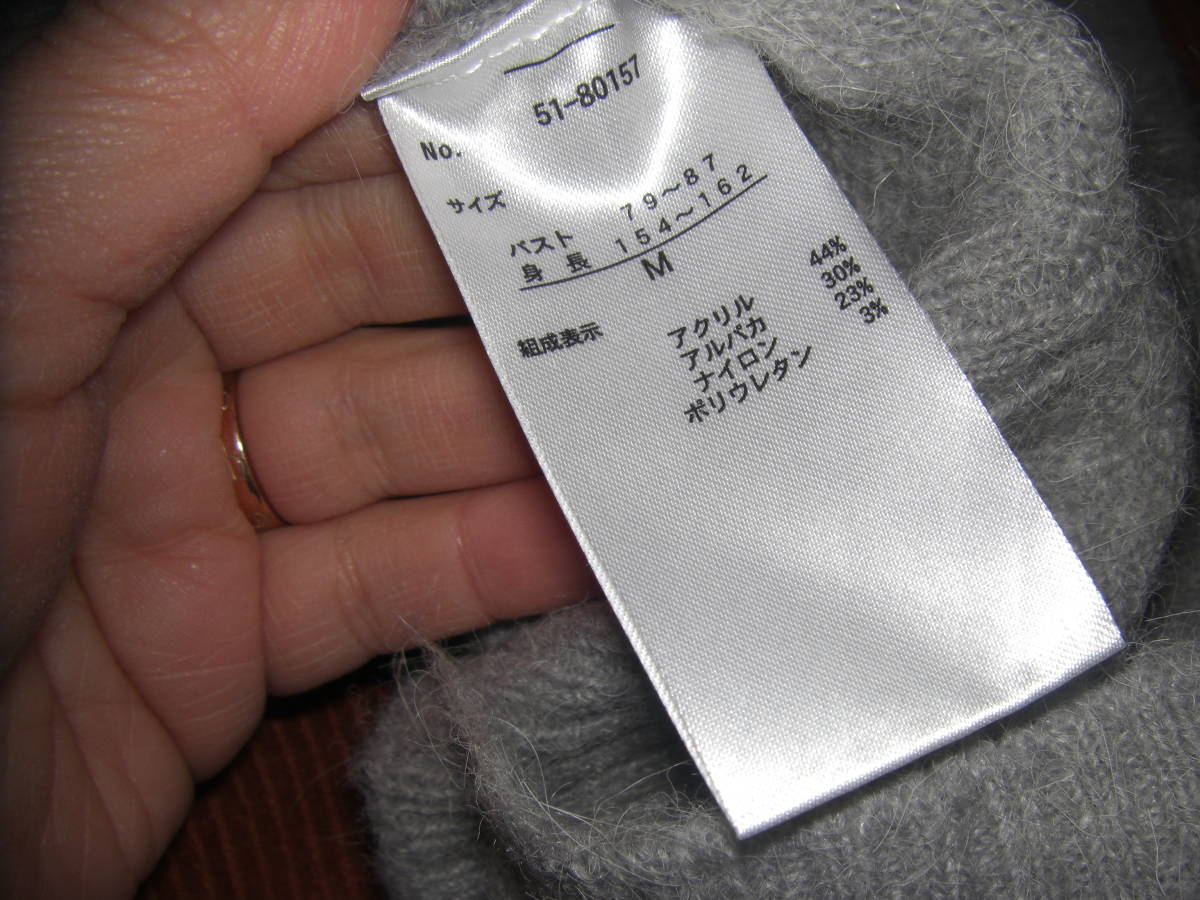 No. 51-80157
サイズ
バスト 79～87
身長 154～162
M
組成表示 アクリル 44%
アルパカ 30%
ナイロン 23%
ポリウレタン 3%